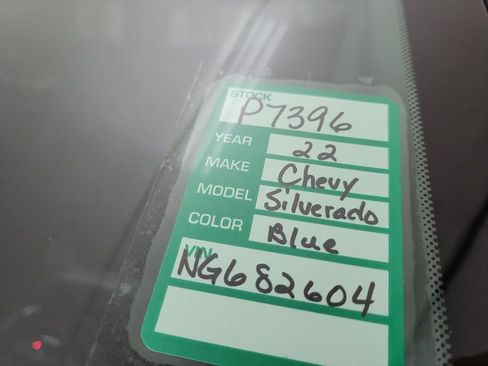 STOCK P7396
YEAR 22
MAKE Chevy
MODEL Silverado
COLOR Blue
VIN
NG682604